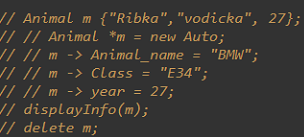 // Animal m {"Ribka","vodicka", 27};
// // Animal *m = new Auto;
// // m -> Animal_name = "BMW";
// // m -> Class = "E34";
// // m -> year = 27;
// displayInfo(m);
// delete m;